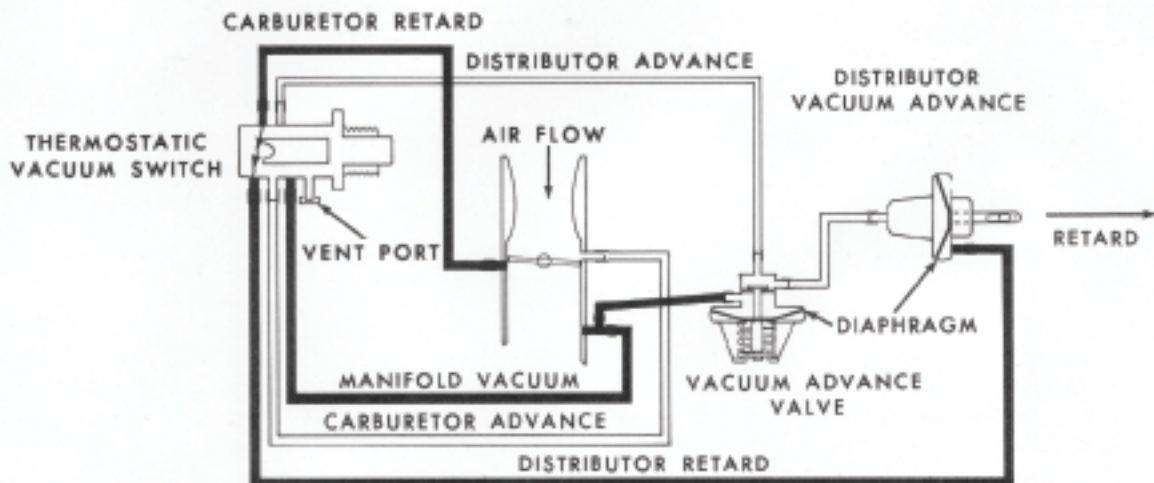 CARBURETOR RETARD
DISTRIBUTOR ADVANCE
DISTRIBUTOR
VACUUM ADVANCE
THERMOSTATIC
VACUUM SWITCH
AIR FLOW
VENT PORT
RETARD
DIAPHRAGM
MANIFOLD VACUUM
VACUUM ADVANCE
VALVE
CARBURETOR ADVANCE
DISTRIBUTOR RETARD